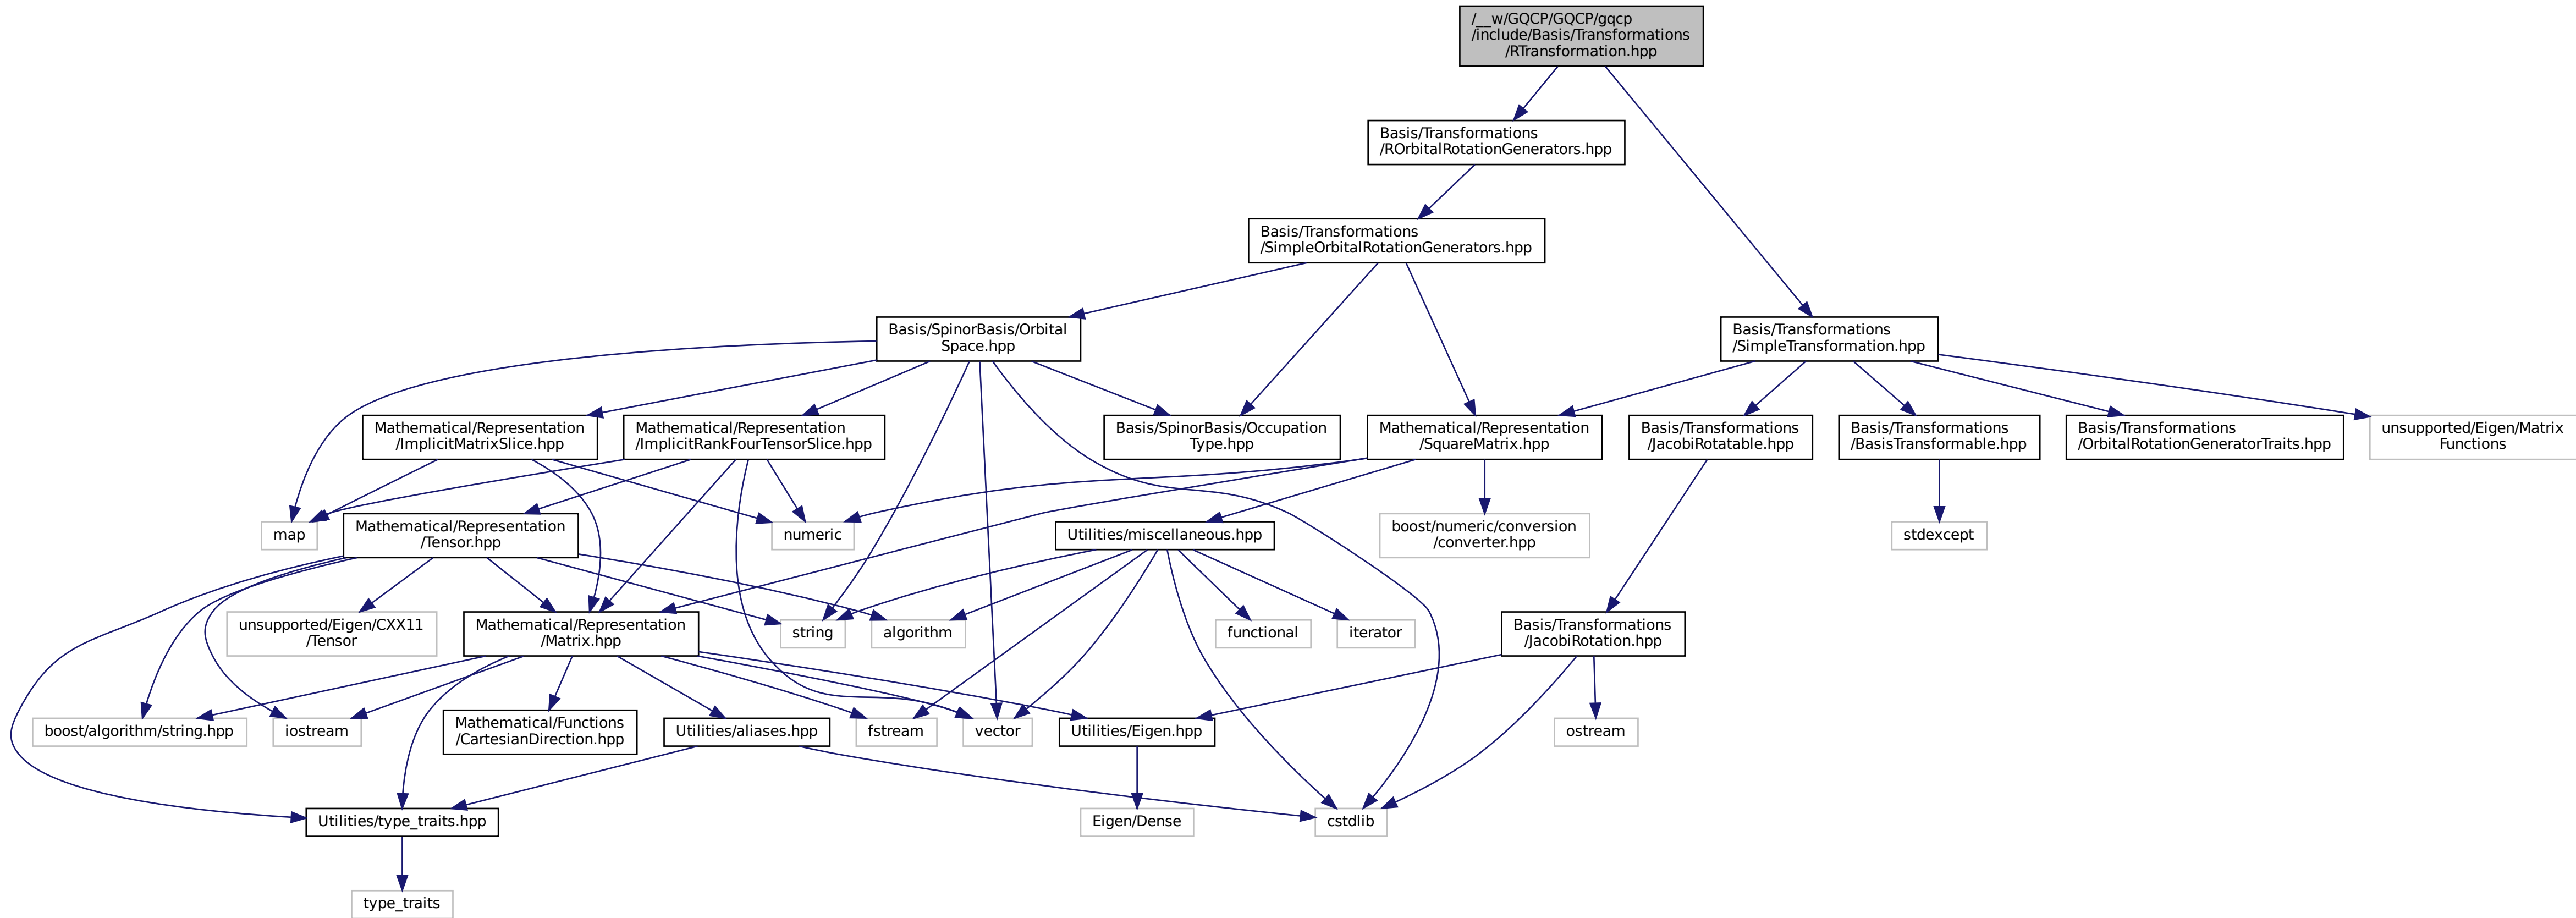 /__w/GQCP/GQCP/gqcp
/include/Basis/Transformations
/RTransformation.hpp
Basis/Transformations
/ROrbitalRotationGenerators.hpp
Basis/Transformations
/SimpleOrbitalRotationGenerators.hpp
Basis/SpinorBasis/Orbital
Space.hpp
Basis/Transformations
/SimpleTransformation.hpp
Mathematical/Representation
/ImplicitMatrixSlice.hpp
Mathematical/Representation
/ImplicitRankFourTensorSlice.hpp
Basis/SpinorBasis/Occupation
Type.hpp
Mathematical/Representation
/SquareMatrix.hpp
Basis/Transformations
/JacobiRotatable.hpp
Basis/Transformations
/BasisTransformable.hpp
Basis/Transformations
/OrbitalRotationGeneratorTraits.hpp
unsupported/Eigen/Matrix
Functions
map
Mathematical/Representation
/Tensor.hpp
numeric
Utilities/miscellaneous.hpp
boost/numeric/conversion
/converter.hpp
stdexcept
unsupported/Eigen/CXX11
/Tensor
Mathematical/Representation
/Matrix.hpp
string
algorithm
functional
iterator
Basis/Transformations
/JacobiRotation.hpp
boost/algorithm/string.hpp
iostream
Mathematical/Functions
/CartesianDirection.hpp
Utilities/aliases.hpp
fstream
vector
Utilities/Eigen.hpp
ostream
Utilities/type_traits.hpp
Eigen/Dense
cstdlib
type_traits